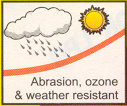 Abrasion, ozone
& weather resistant